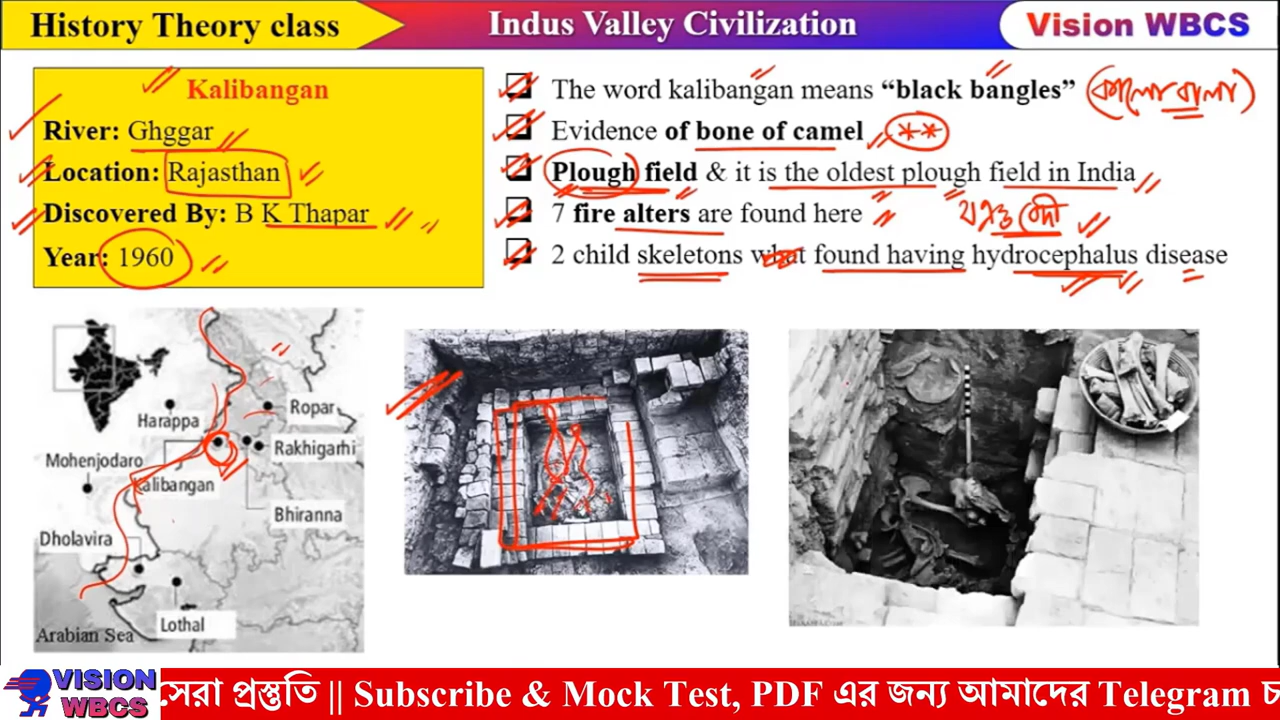 History Theory class
Indus Valley Civilization
Vision WBCS
Kalibangan
River: Ghggar
Location: Rajasthan
Discovered By: B K Thapar
Year: 1960
The word kalibangan means “black bangles” (কালো বালা)
Evidence of bone of camel **
Plough field & it is the oldest plough field in India
7 fire alters are found here যজ্ঞবেদী
2 child skeletons what found having hydrocephalus disease
Harappa
Ropar
Rakhigarhi
Mohenjodaro
Kalibangan
Bhiranna
Dholavira
Lothal
Arabian Sea
VISION
WBCS
সেরা প্রস্তুতি || Subscribe & Mock Test, PDF এর জন্য আমাদের Telegram চ